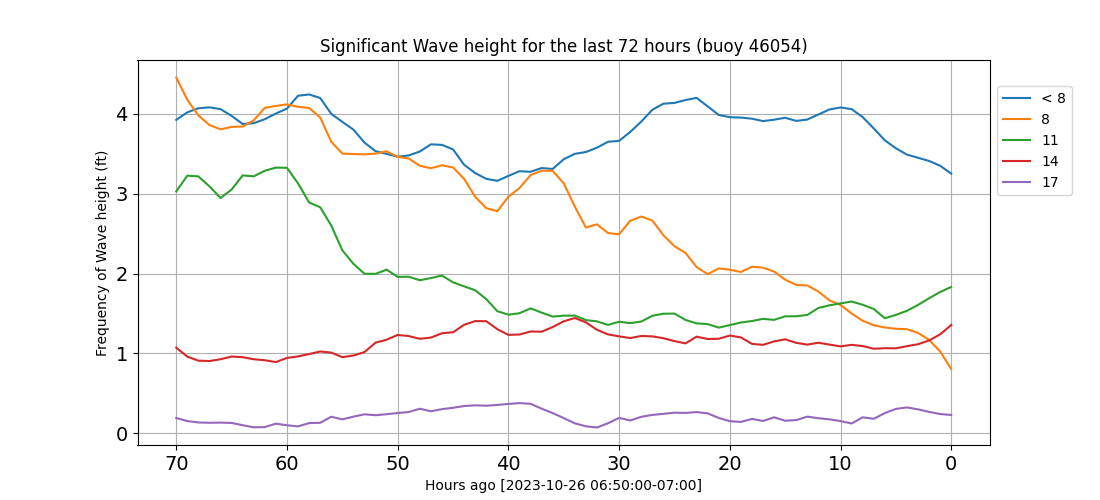 Significant Wave height for the last 72 hours (buoy 46054)
Frequency of Wave height (ft)
4
3
2
1
0
70 60 50 40 30 20 10 0
Hours ago [2023-10-26 06:50:00-07:00]
< 8
8
11
14
17